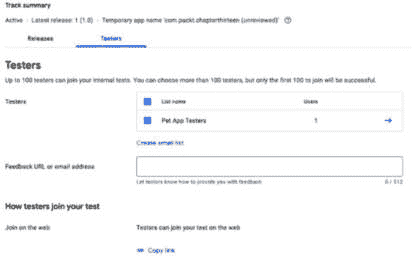 Track summary
Active · Latest release: 1 (1.0) · Temporary app name 'com.packt.chapterthirteen (unreviewed)'
Releases
Testers
Testers
Up to 100 testers can join your internal tests. You can choose more than 100 testers, but only the first 100 to join will be successful.
Testers
List name Users
Pet App Testers 1
Create email list
Feedback URL or email address
Let testers know how to provide you with feedback 0 / 512
How testers join your test
Join on the web
Testers can join your test on the web
Copy link